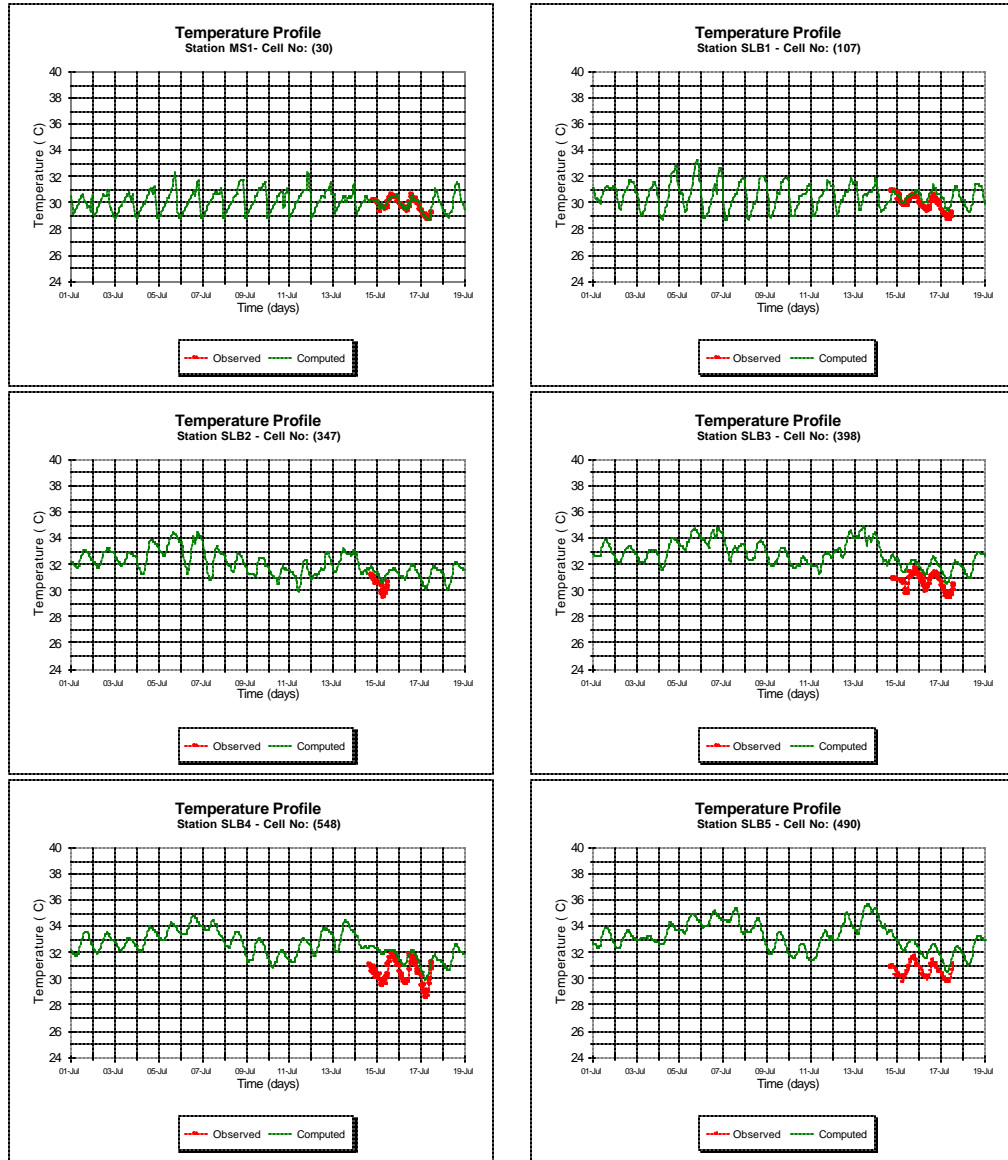 Temperature Profile
Station MS1- Cell No: (30)
Temperature ( C)
40
38
36
34
32
30
28
26
24
01-Jul 03-Jul 05-Jul 07-Jul 09-Jul 11-Jul 13-Jul 15-Jul 17-Jul 19-Jul
Time (days)
Observed Computed
Temperature Profile
Station SLB1 - Cell No: (107)
Temperature ( C)
40
38
36
34
32
30
28
26
24
01-Jul 03-Jul 05-Jul 07-Jul 09-Jul 11-Jul 13-Jul 15-Jul 17-Jul 19-Jul
Time (days)
Observed Computed
Temperature Profile
Station SLB2 - Cell No: (347)
Temperature ( C)
40
38
36
34
32
30
28
26
24
01-Jul 03-Jul 05-Jul 07-Jul 09-Jul 11-Jul 13-Jul 15-Jul 17-Jul 19-Jul
Time (days)
Observed Computed
Temperature Profile
Station SLB3 - Cell No: (398)
Temperature ( C)
40
38
36
34
32
30
28
26
24
01-Jul 03-Jul 05-Jul 07-Jul 09-Jul 11-Jul 13-Jul 15-Jul 17-Jul 19-Jul
Time (days)
Observed Computed
Temperature Profile
Station SLB4 - Cell No: (548)
Temperature ( C)
40
38
36
34
32
30
28
26
24
01-Jul 03-Jul 05-Jul 07-Jul 09-Jul 11-Jul 13-Jul 15-Jul 17-Jul 19-Jul
Time (days)
Observed Computed
Temperature Profile
Station SLB5 - Cell No: (490)
Temperature ( C)
40
38
36
34
32
30
28
26
24
01-Jul 03-Jul 05-Jul 07-Jul 09-Jul 11-Jul 13-Jul 15-Jul 17-Jul 19-Jul
Time (days)
Observed Computed